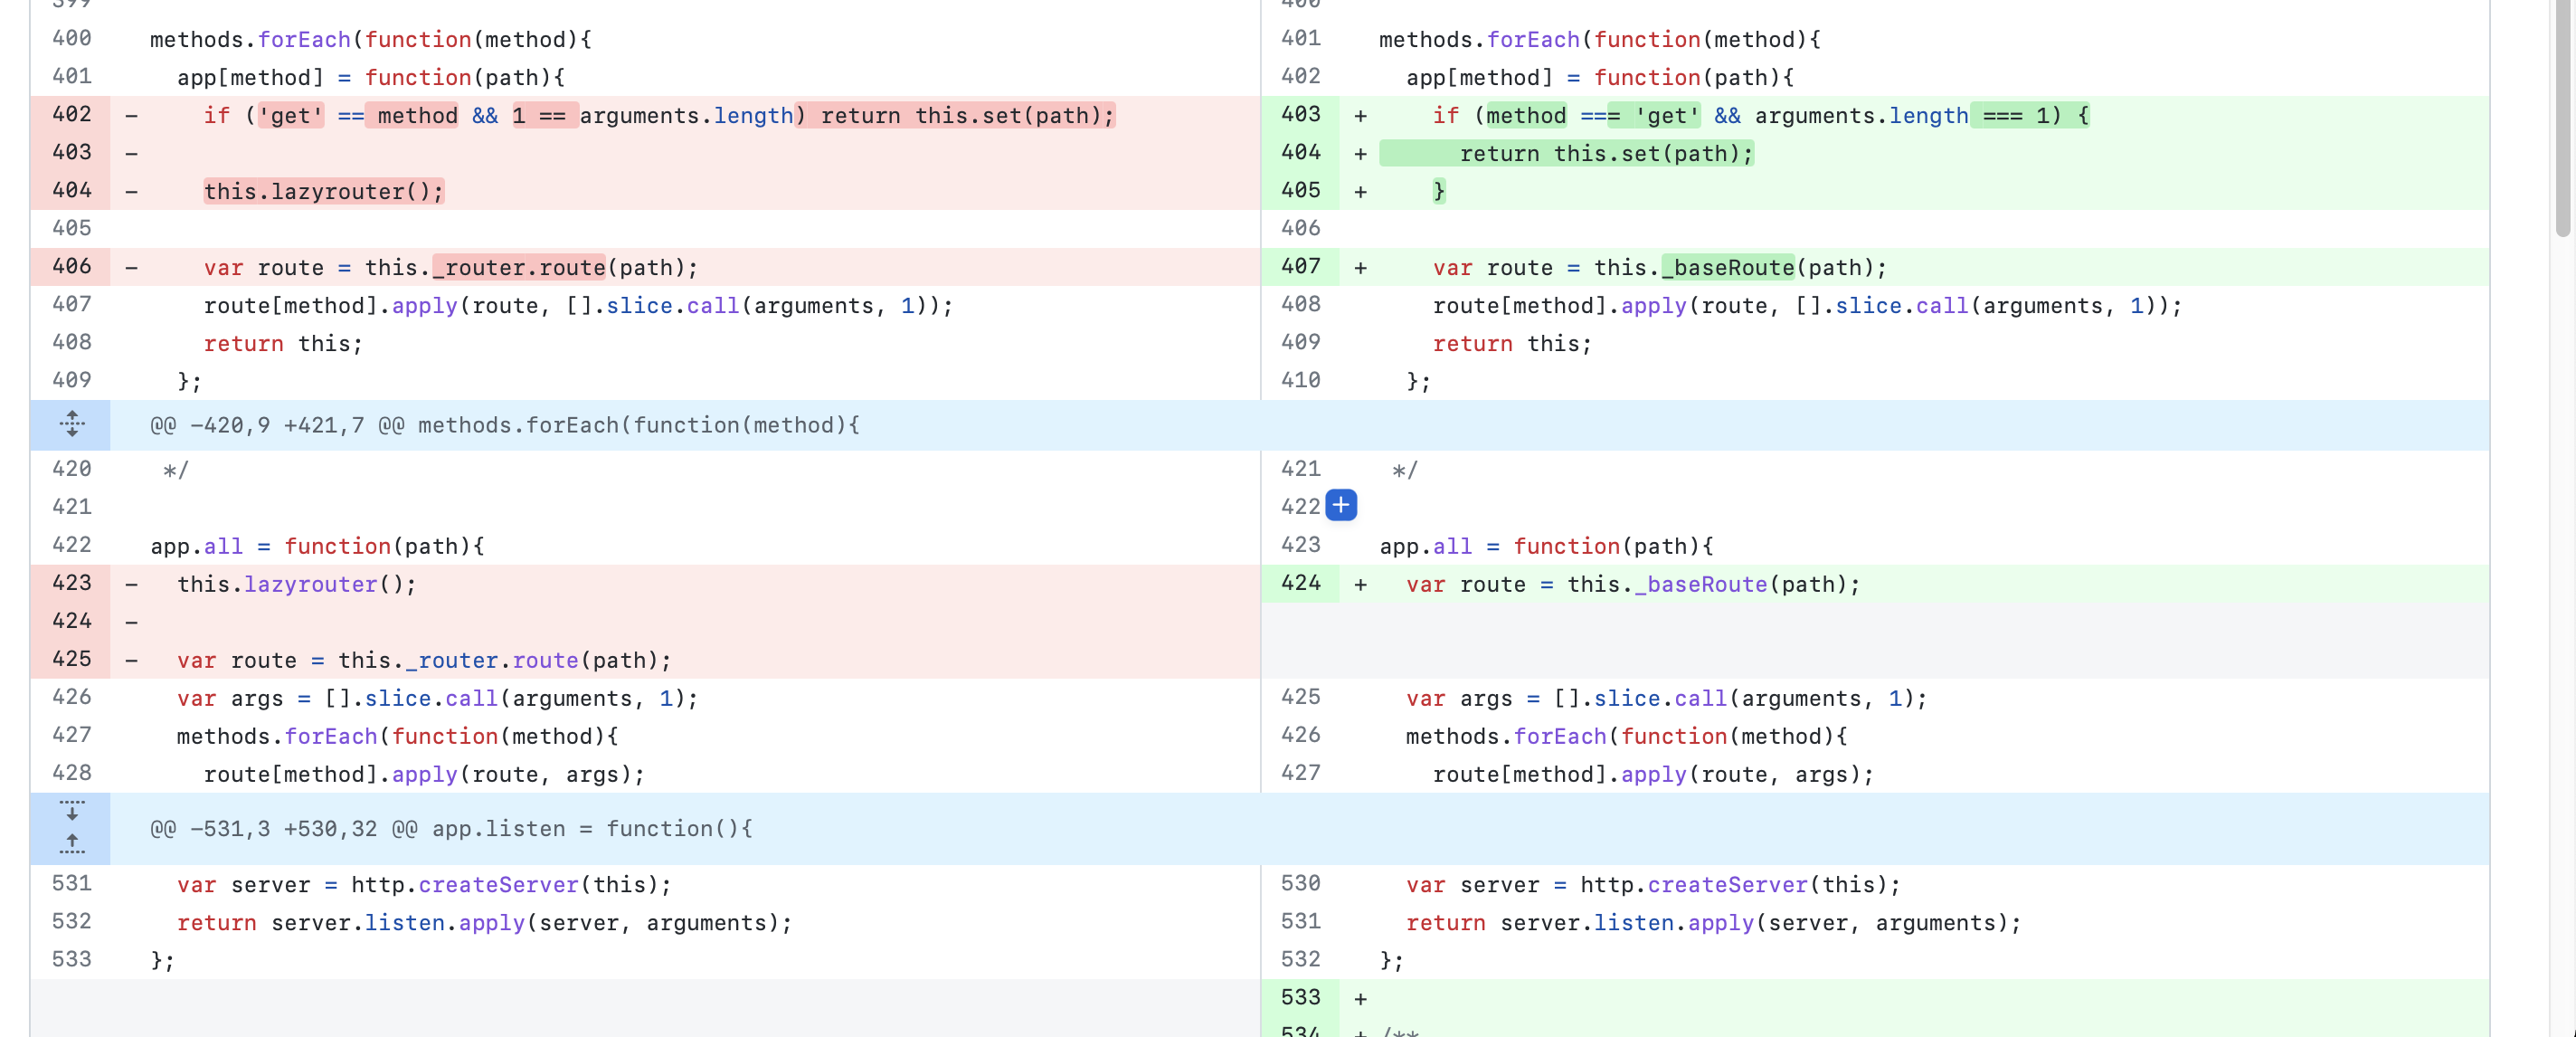 399
400 methods.forEach(function(method){
401 app[method] = function(path){
402 - if ('get' == method && 1 == arguments.length) return this.set(path);
403 -
404 - this.lazyrouter();
405
406 - var route = this._router.route(path);
407 route[method].apply(route, [].slice.call(arguments, 1));
408 return this;
409 };
@@ -420,9 +421,7 @@ methods.forEach(function(method){
420 */
421
422 app.all = function(path){
423 - this.lazyrouter();
424 -
425 - var route = this._router.route(path);
426 var args = [].slice.call(arguments, 1);
427 methods.forEach(function(method){
428 route[method].apply(route, args);
@@ -531,3 +530,32 @@ app.listen = function(){
531 var server = http.createServer(this);
532 return server.listen.apply(server, arguments);
533 };
400
401 methods.forEach(function(method){
402 app[method] = function(path){
403 + if (method === 'get' && arguments.length === 1) {
404 + return this.set(path);
405 + }
406
407 + var route = this._baseRoute(path);
408 route[method].apply(route, [].slice.call(arguments, 1));
409 return this;
410 };
421 */
422 +
423 app.all = function(path){
424 + var route = this._baseRoute(path);
425 var args = [].slice.call(arguments, 1);
426 methods.forEach(function(method){
427 route[method].apply(route, args);
530 var server = http.createServer(this);
531 return server.listen.apply(server, arguments);
532 };
533 +
534 + /**